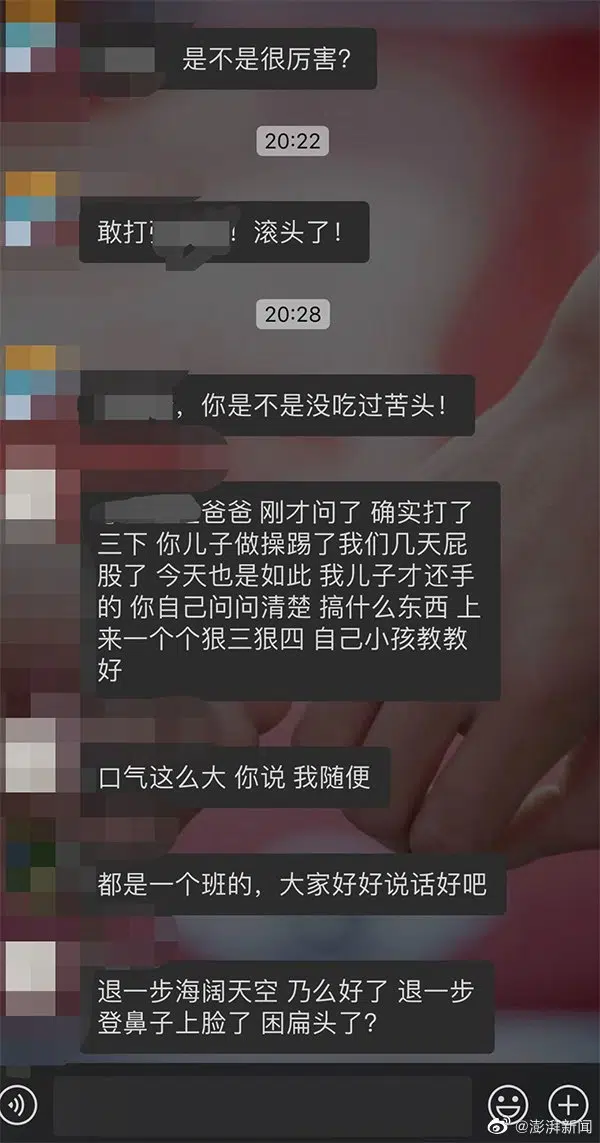 是不是很厉害?
20:22
敢打 ! 滚头了!
20:28
,你是不是没吃过苦头!
爸爸 刚才问了 确实打了
三下 你儿子做操踢了我们几天屁
股了 今天也是如此 我儿子才还手
的 你自己问问清楚 搞什么东西 上
来一个个狠三狠四 自己小孩教教
好
口气这么大 你说 我随便
都是一个班的,大家好好说话好吧
退一步海阔天空 乃么好了 退一步
登鼻子上脸了 困扁头了?
@澎湃新闻